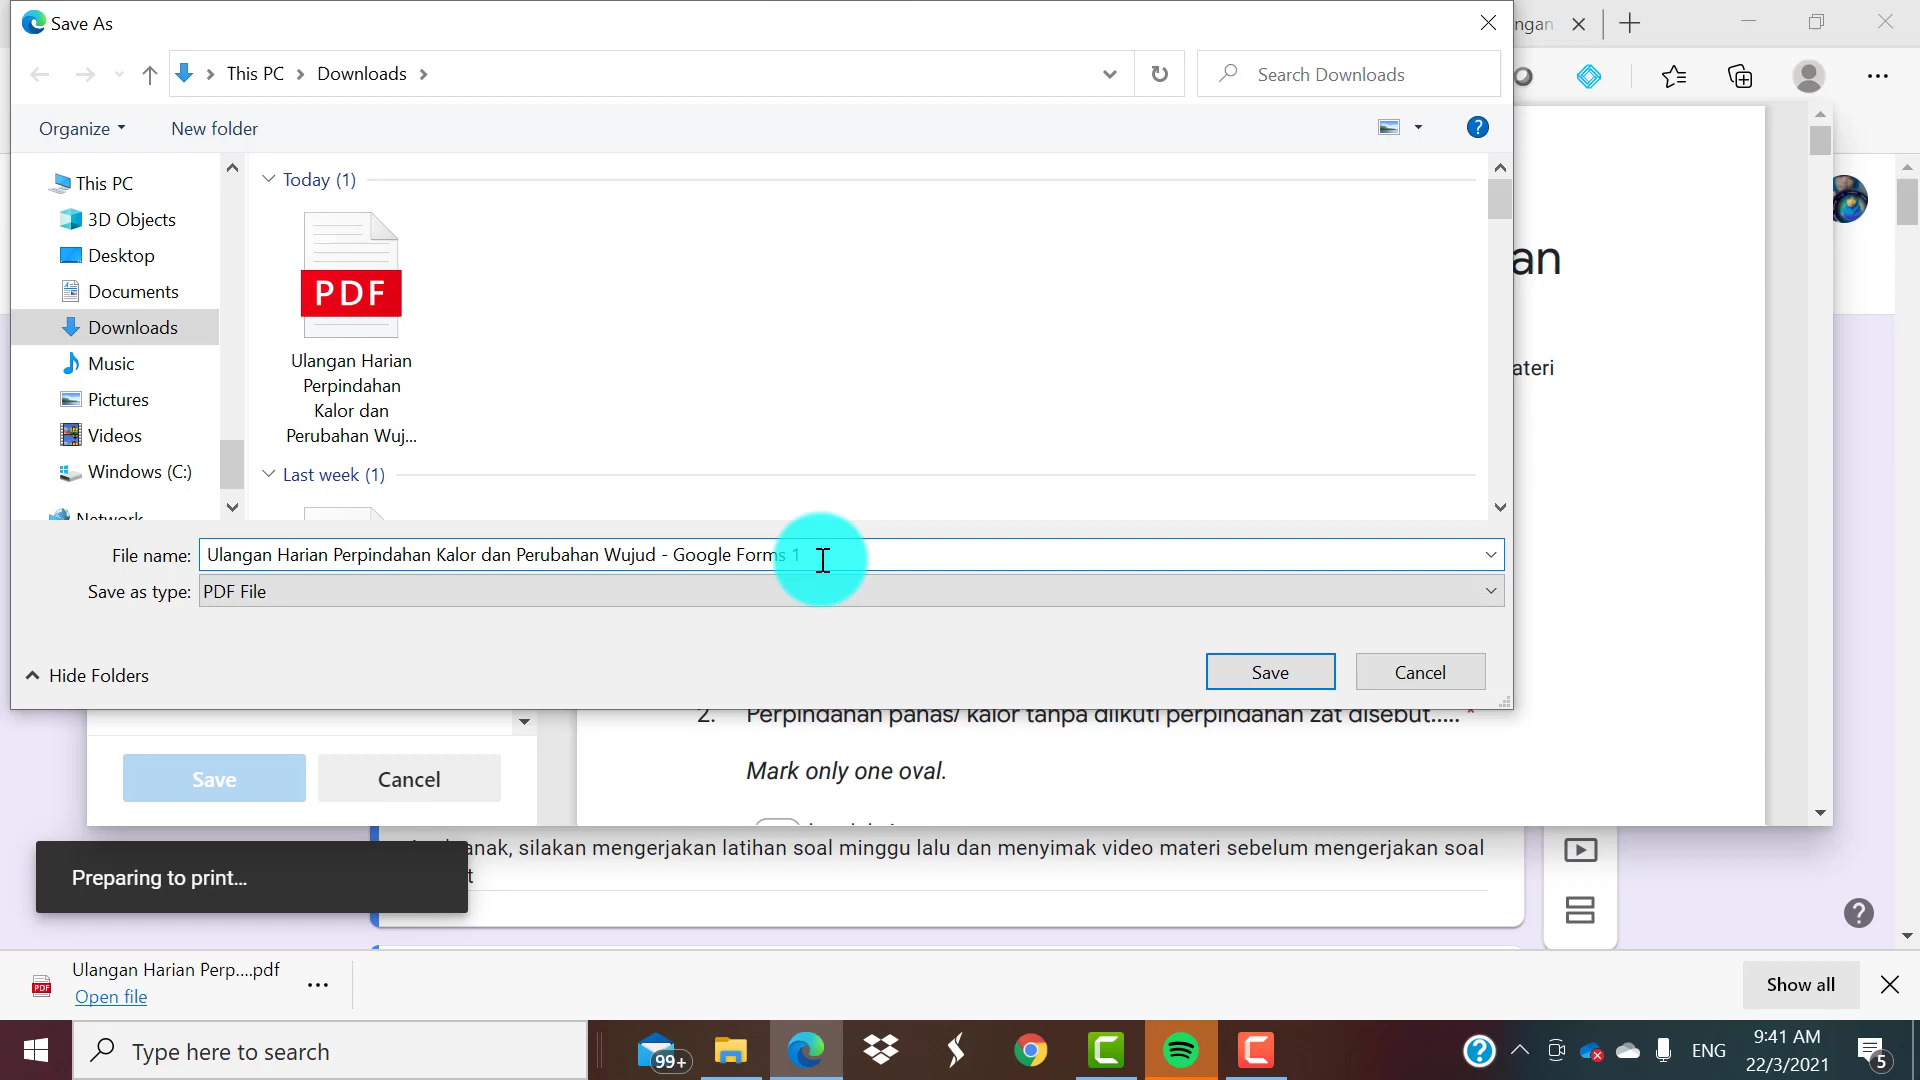 Save As
ngan
This PC
Downloads
Search Downloads
Organize
New folder
This PC
3D Objects
Desktop
Documents
Downloads
Music
Pictures
Videos
Windows (C:)
Network
Today (1)
PDF
Ulangan Harian
Perpindahan
Kalor dan
Perubahan Wuj...
Last week (1)
an
ateri
File name:
Ulangan Harian Perpindahan Kalor dan Perubahan Wujud - Google Forms 1
Save as type:
PDF File
Hide Folders
Save
Cancel
2. Perpindahan panas/ kalor tanpa diikuti perpindahan zat disebut..... *
Mark only one oval.
Save
Cancel
anak, silakan mengerjakan latihan soal minggu lalu dan menyimak video materi sebelum mengerjakan soal
t
Preparing to print...
PDF
Ulangan Harian Perp....pdf
Open file
Show all
Type here to search
99+
ENG
9:41 AM
22/3/2021
5